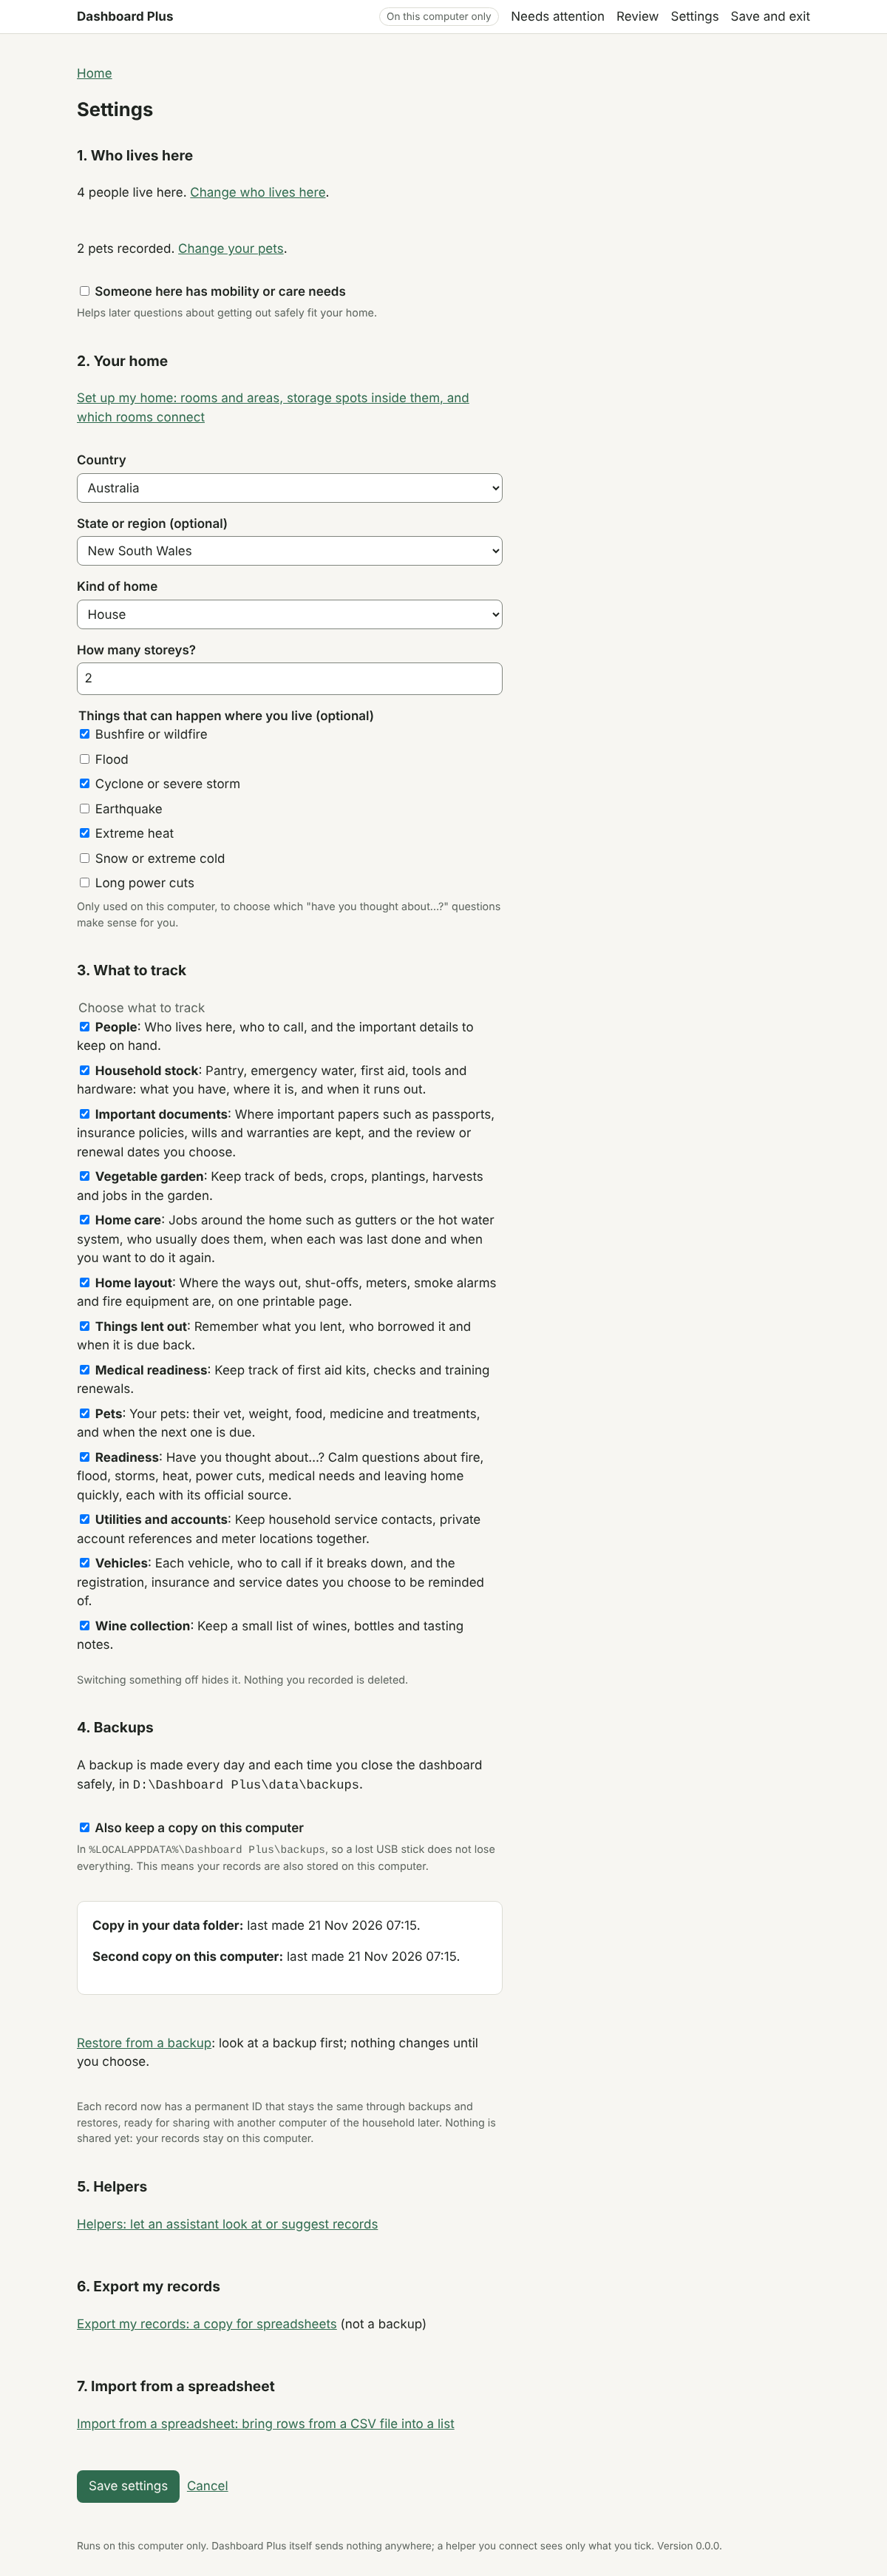 Dashboard Plus
On this computer only
Needs attention
Review
Settings
Save and exit
Home
Settings
1. Who lives here
4 people live here. Change who lives here.
2 pets recorded. Change your pets.
Someone here has mobility or care needs
Helps later questions about getting out safely fit your home.
2. Your home
Set up my home: rooms and areas, storage spots inside them, and
which rooms connect
Country
Australia
State or region (optional)
New South Wales
Kind of home
House
How many storeys?
2
Things that can happen where you live (optional)
Bushfire or wildfire
Flood
Cyclone or severe storm
Earthquake
Extreme heat
Snow or extreme cold
Long power cuts
Only used on this computer, to choose which "have you thought about...?" questions
make sense for you.
3. What to track
Choose what to track
People: Who lives here, who to call, and the important details to
keep on hand.
Household stock: Pantry, emergency water, first aid, tools and
hardware: what you have, where it is, and when it runs out.
Important documents: Where important papers such as passports,
insurance policies, wills and warranties are kept, and the review or
renewal dates you choose.
Vegetable garden: Keep track of beds, crops, plantings, harvests
and jobs in the garden.
Home care: Jobs around the home such as gutters or the hot water
system, who usually does them, when each was last done and when
you want to do it again.
Home layout: Where the ways out, shut-offs, meters, smoke alarms
and fire equipment are, on one printable page.
Things lent out: Remember what you lent, who borrowed it and
when it is due back.
Medical readiness: Keep track of first aid kits, checks and training
renewals.
Pets: Your pets: their vet, weight, food, medicine and treatments,
and when the next one is due.
Readiness: Have you thought about...? Calm questions about fire,
flood, storms, heat, power cuts, medical needs and leaving home
quickly, each with its official source.
Utilities and accounts: Keep household service contacts, private
account references and meter locations together.
Vehicles: Each vehicle, who to call if it breaks down, and the
registration, insurance and service dates you choose to be reminded
of.
Wine collection: Keep a small list of wines, bottles and tasting
notes.
Switching something off hides it. Nothing you recorded is deleted.
4. Backups
A backup is made every day and each time you close the dashboard
safely, in D:\Dashboard Plus\data\backups.
Also keep a copy on this computer
In %LOCALAPPDATA%\Dashboard Plus\backups, so a lost USB stick does not lose
everything. This means your records are also stored on this computer.
Copy in your data folder: last made 21 Nov 2026 07:15.
Second copy on this computer: last made 21 Nov 2026 07:15.
Restore from a backup: look at a backup first; nothing changes until
you choose.
Each record now has a permanent ID that stays the same through backups and
restores, ready for sharing with another computer of the household later. Nothing is
shared yet: your records stay on this computer.
5. Helpers
Helpers: let an assistant look at or suggest records
6. Export my records
Export my records: a copy for spreadsheets (not a backup)
7. Import from a spreadsheet
Import from a spreadsheet: bring rows from a CSV file into a list
Save settings
Cancel
Runs on this computer only. Dashboard Plus itself sends nothing anywhere; a helper you connect sees only what you tick. Version 0.0.0.